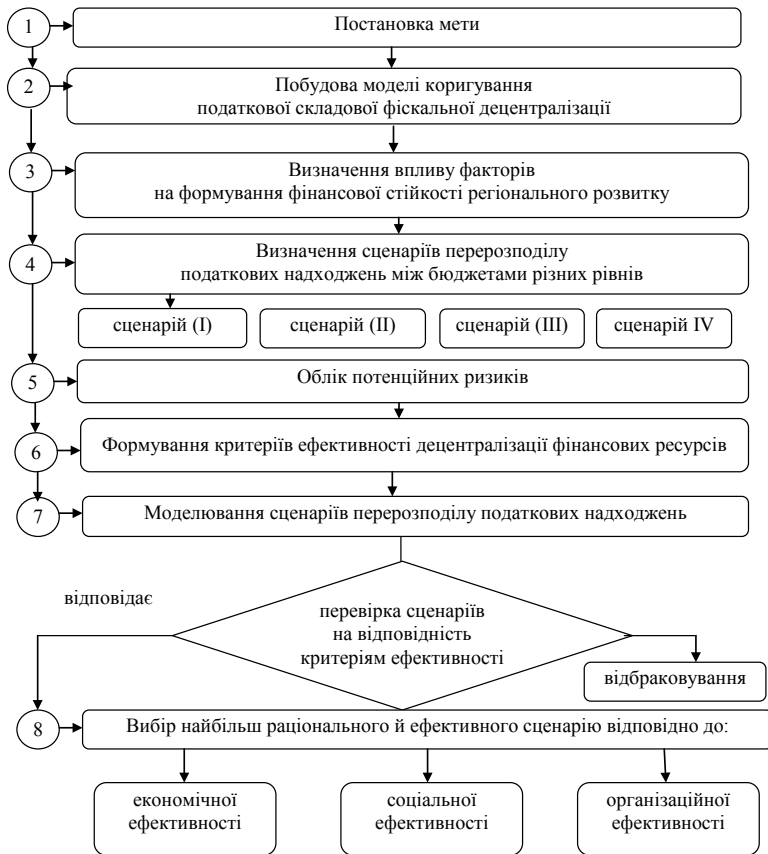 1
Постановка мети
2
Побудова моделі коригування
податкової складової фіскальної децентралізації
3
Визначення впливу факторів
на формування фінансової стійкості регіонального розвитку
4
Визначення сценаріїв перерозподілу
податкових надходжень між бюджетами різних рівнів
сценарій (І)
сценарій (ІІ)
сценарій (ІІІ)
сценарій IV
5
Облік потенційних ризиків
6
Формування критеріїв ефективності децентралізації фінансових ресурсів
7
Моделювання сценаріїв перерозподілу податкових надходжень
відповідає
перевірка сценаріїв
на відповідність
критеріям ефективності
відбраковування
8
Вибір найбільш раціонального й ефективного сценарію відповідно до:
економічної
ефективності
соціальної
ефективності
організаційної
ефективності